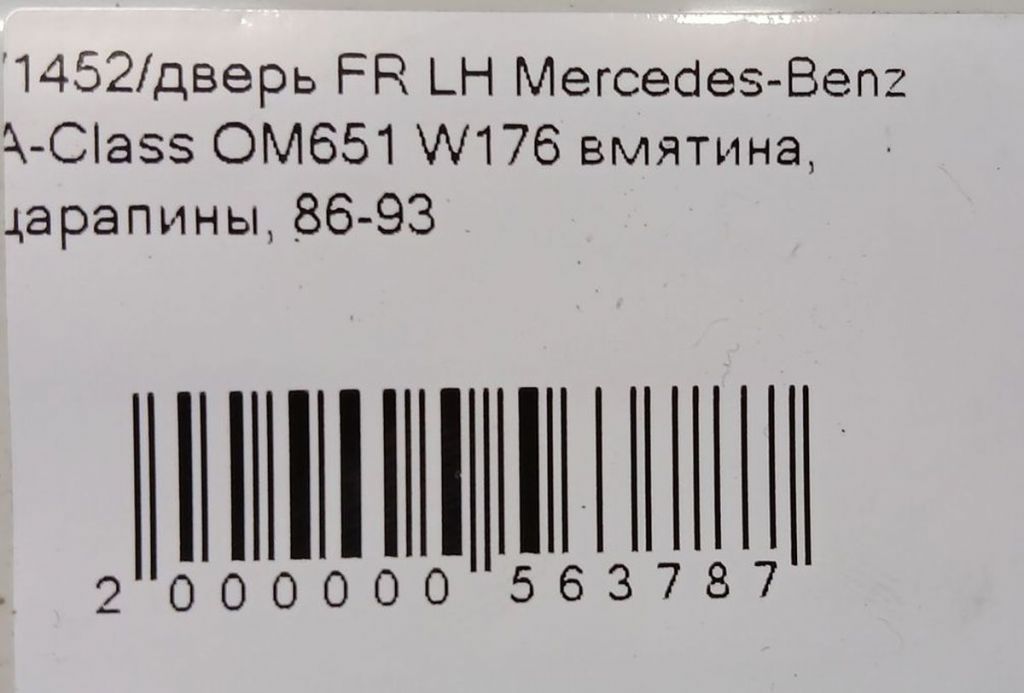 1452/дверь FR LH Mercedes-Benz
A-Class OM651 W176 вмятина,
царапины, 86-93
2 000000 563787